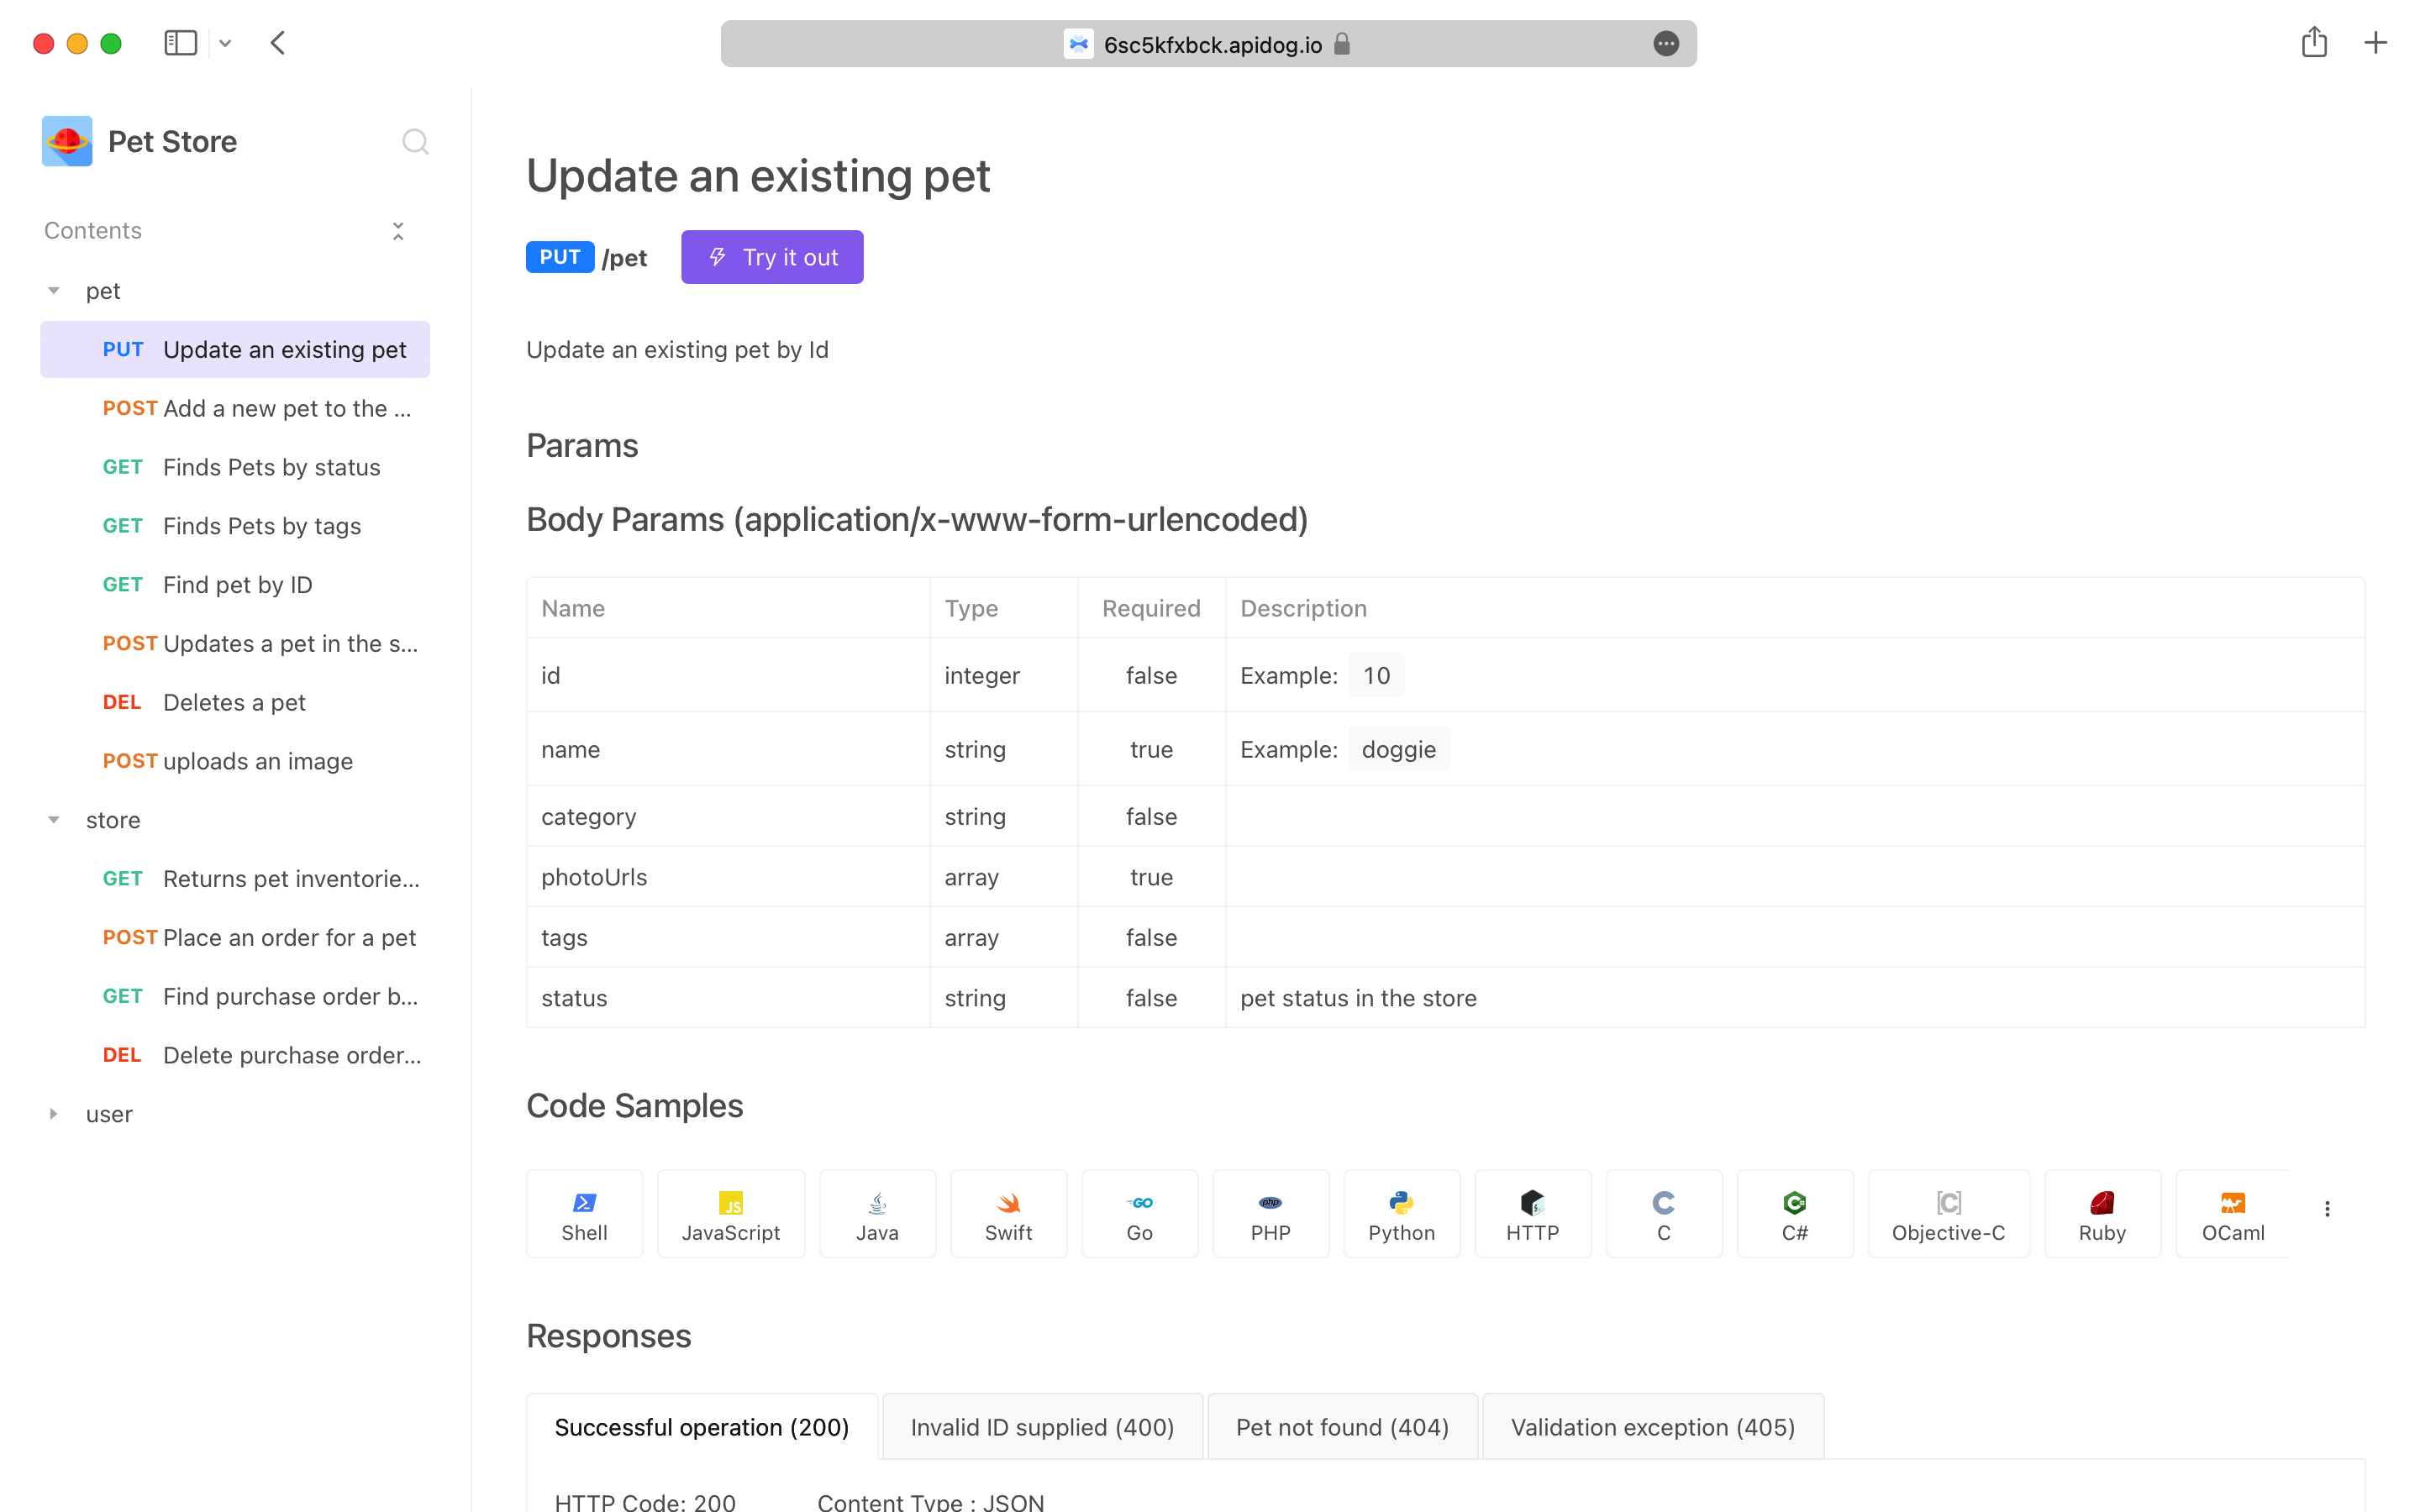 6sc5kfxbck.apidog.io
Pet Store
Contents
pet
PUT Update an existing pet
POST Add a new pet to the ...
GET Finds Pets by status
GET Finds Pets by tags
GET Find pet by ID
POST Updates a pet in the s...
DEL Deletes a pet
POST uploads an image
store
GET Returns pet inventorie...
POST Place an order for a pet
GET Find purchase order b...
DEL Delete purchase order...
user
Update an existing pet
PUT /pet Try it out
Update an existing pet by Id
Params
Body Params (application/x-www-form-urlencoded)
Name Type Required Description
id integer false Example: 10
name string true Example: doggie
category string false
photoUrls array true
tags array false
status string false pet status in the store
Code Samples
JS GO php C C C
Shell JavaScript Java Swift Go PHP Python HTTP C C# Objective-C Ruby OCaml
Responses
Successful operation (200) Invalid ID supplied (400) Pet not found (404) Validation exception (405)
HTTP Code: 200 Content Type : JSON